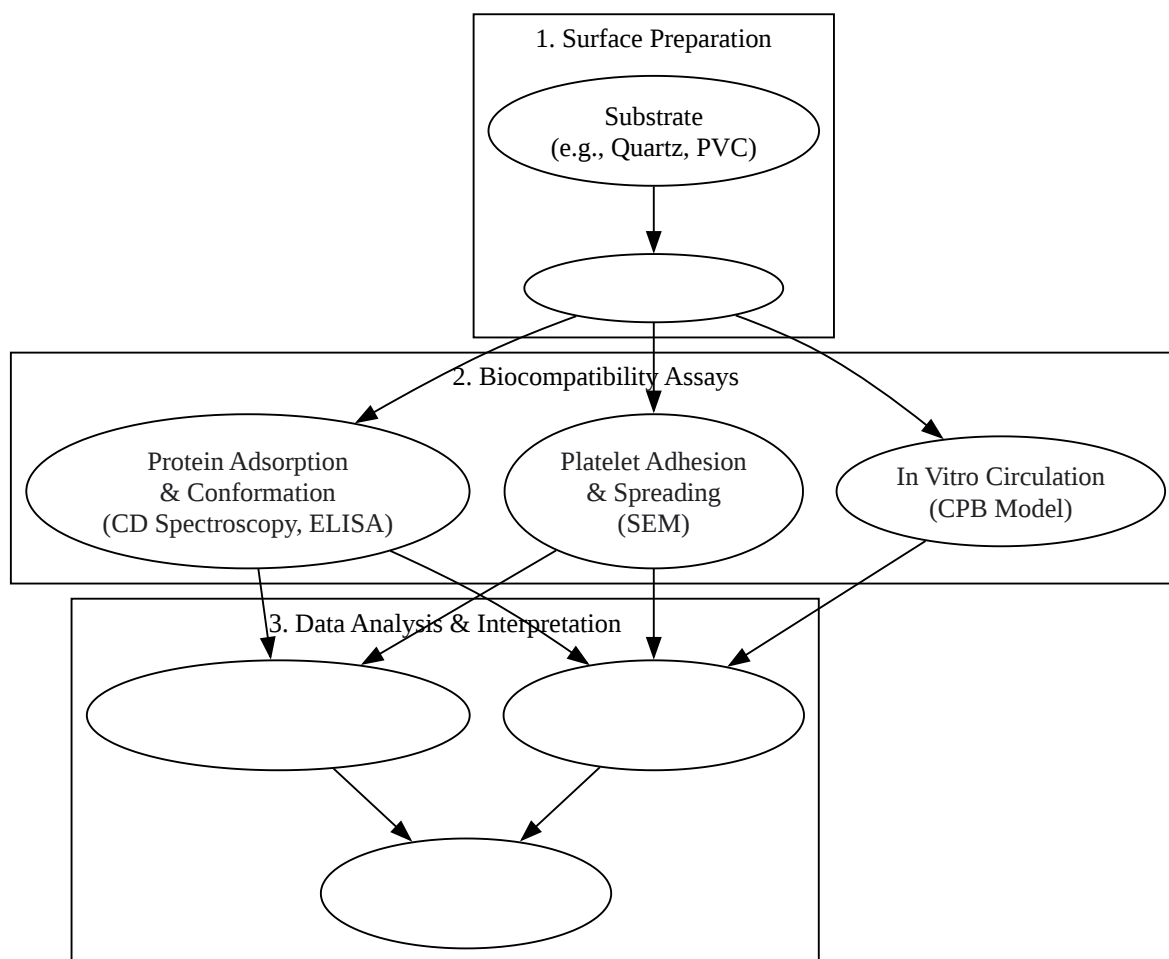 1. Surface Preparation
Substrate
(e.g., Quartz, PVC)
2. Biocompatibility Assays
Protein Adsorption
& Conformation
(CD Spectroscopy, ELISA)
Platelet Adhesion
& Spreading
(SEM)
In Vitro Circulation
(CPB Model)
3. Data Analysis & Interpretation